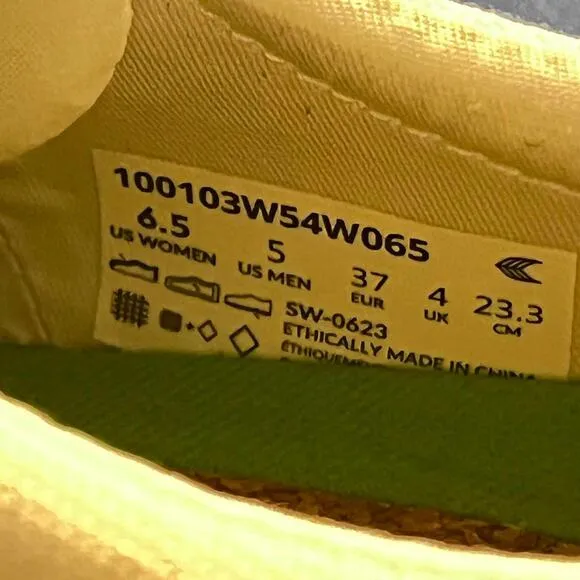 100103W54W065
6.5 5 37 4 23.3
US WOMEN US MEN EUR UK CM
SW-0623
ETHICALLY MADE IN CHINA